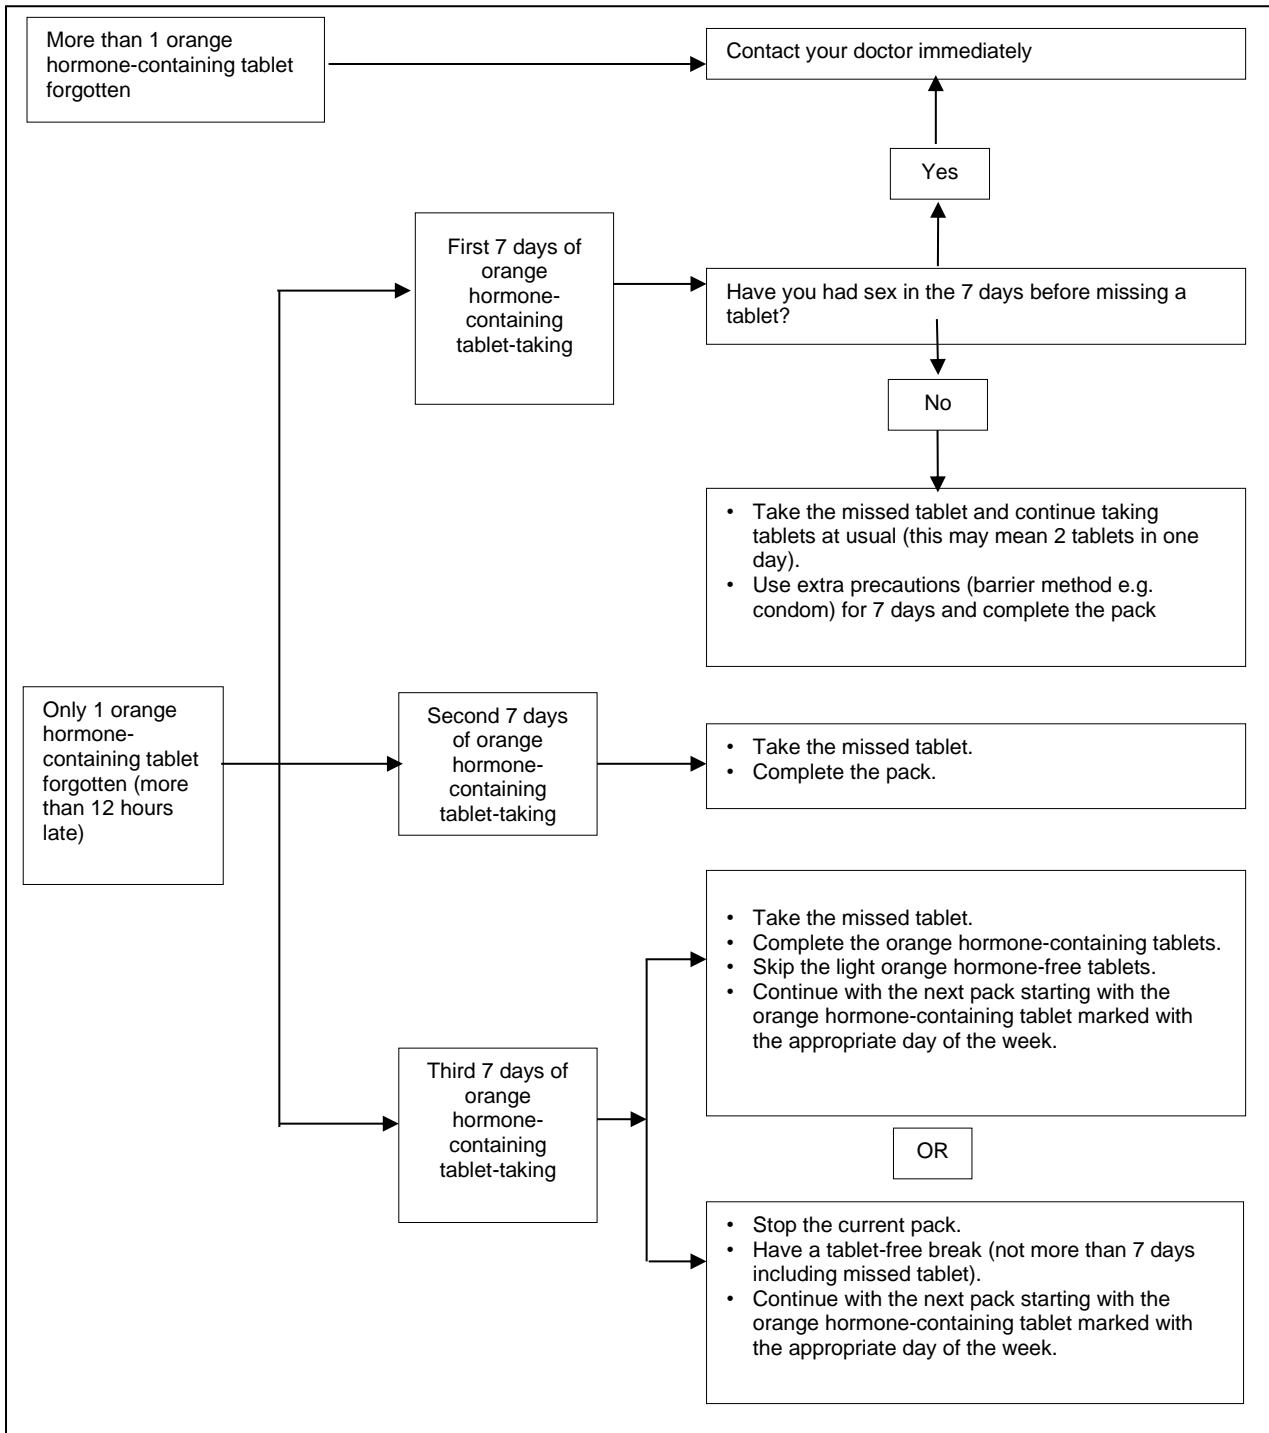 More than 1 orange
hormone-containing tablet
forgotten
Contact your doctor immediately
Yes
First 7 days of
orange
hormone-
containing
tablet-taking
Have you had sex in the 7 days before missing a
tablet?
No
• Take the missed tablet and continue taking
tablets at usual (this may mean 2 tablets in one
day).
• Use extra precautions (barrier method e.g.
condom) for 7 days and complete the pack
Only 1 orange
hormone-
containing tablet
forgotten (more
than 12 hours
late)
Second 7 days
of orange
hormone-
containing
tablet-taking
• Take the missed tablet.
• Complete the pack.
Third 7 days of
orange
hormone-
containing
tablet-taking
• Take the missed tablet.
• Complete the orange hormone-containing tablets.
• Skip the light orange hormone-free tablets.
• Continue with the next pack starting with the
orange hormone-containing tablet marked with
the appropriate day of the week.
OR
• Stop the current pack.
• Have a tablet-free break (not more than 7 days
including missed tablet).
• Continue with the next pack starting with the
orange hormone-containing tablet marked with
the appropriate day of the week.